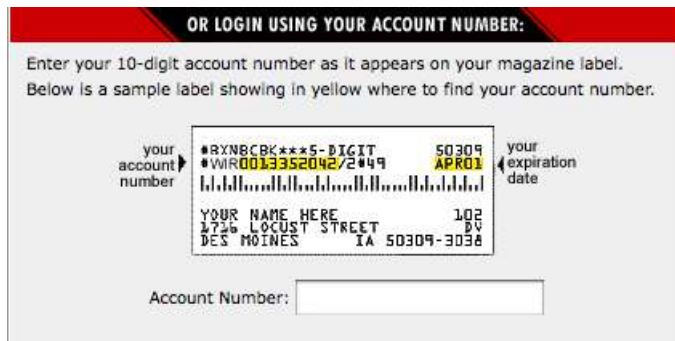 OR LOGIN USING YOUR ACCOUNT NUMBER:
Enter your 10-digit account number as it appears on your magazine label.
Below is a sample label showing in yellow where to find your account number.
your account number
#RXNBCBK***5-DIGIT 50309
#WIR0013352042/2#49 APR01
your expiration date
YOUR NAME HERE 102
1716 LOCUST STREET DV
DES MOINES IA 50309-3038
Account Number: